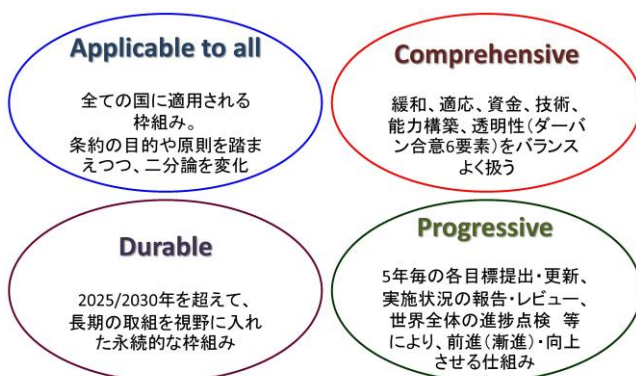 Applicable to all
全ての国に適用される
枠組み。
条約の目的や原則を踏ま
えつつ、二分論を変化
Comprehensive
緩和、適応、資金、技術、
能力構築、透明性(ダーバ
ン合意6要素)をバランス
よく扱う
Durable
2025/2030年を超えて、
長期の取組を視野に入れ
た永続的な枠組み
Progressive
5年毎の各目標提出・更新、
実施状況の報告・レビュー、
世界全体の進捗点検 等
により、前進(漸進)・向上
させる仕組み